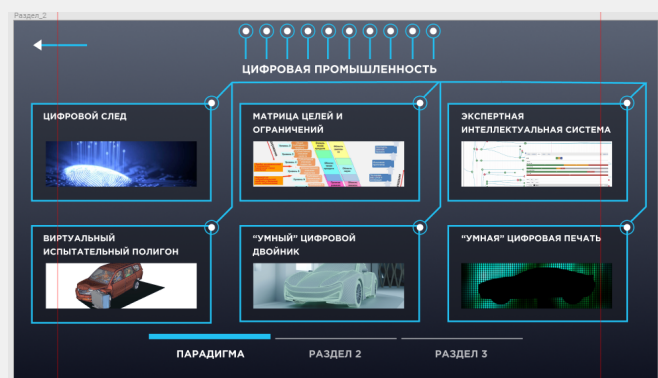 Раздел_2
ЦИФРОВАЯ ПРОМЫШЛЕННОСТЬ
ЦИФРОВОЙ СЛЕД
МАТРИЦА ЦЕЛЕЙ И
ОГРАНИЧЕНИЙ
ЭКСПЕРТНАЯ
ИНТЕЛЛЕКТУАЛЬНАЯ СИСТЕМА
ВИРТУАЛЬНЫЙ
ИСПЫТАТЕЛЬНЫЙ ПОЛИГОН
“УМНЫЙ” ЦИФРОВОЙ
ДВОЙНИК
“УМНАЯ” ЦИФРОВАЯ ПЕЧАТЬ
ПАРАДИГМА
РАЗДЕЛ 2
РАЗДЕЛ 3